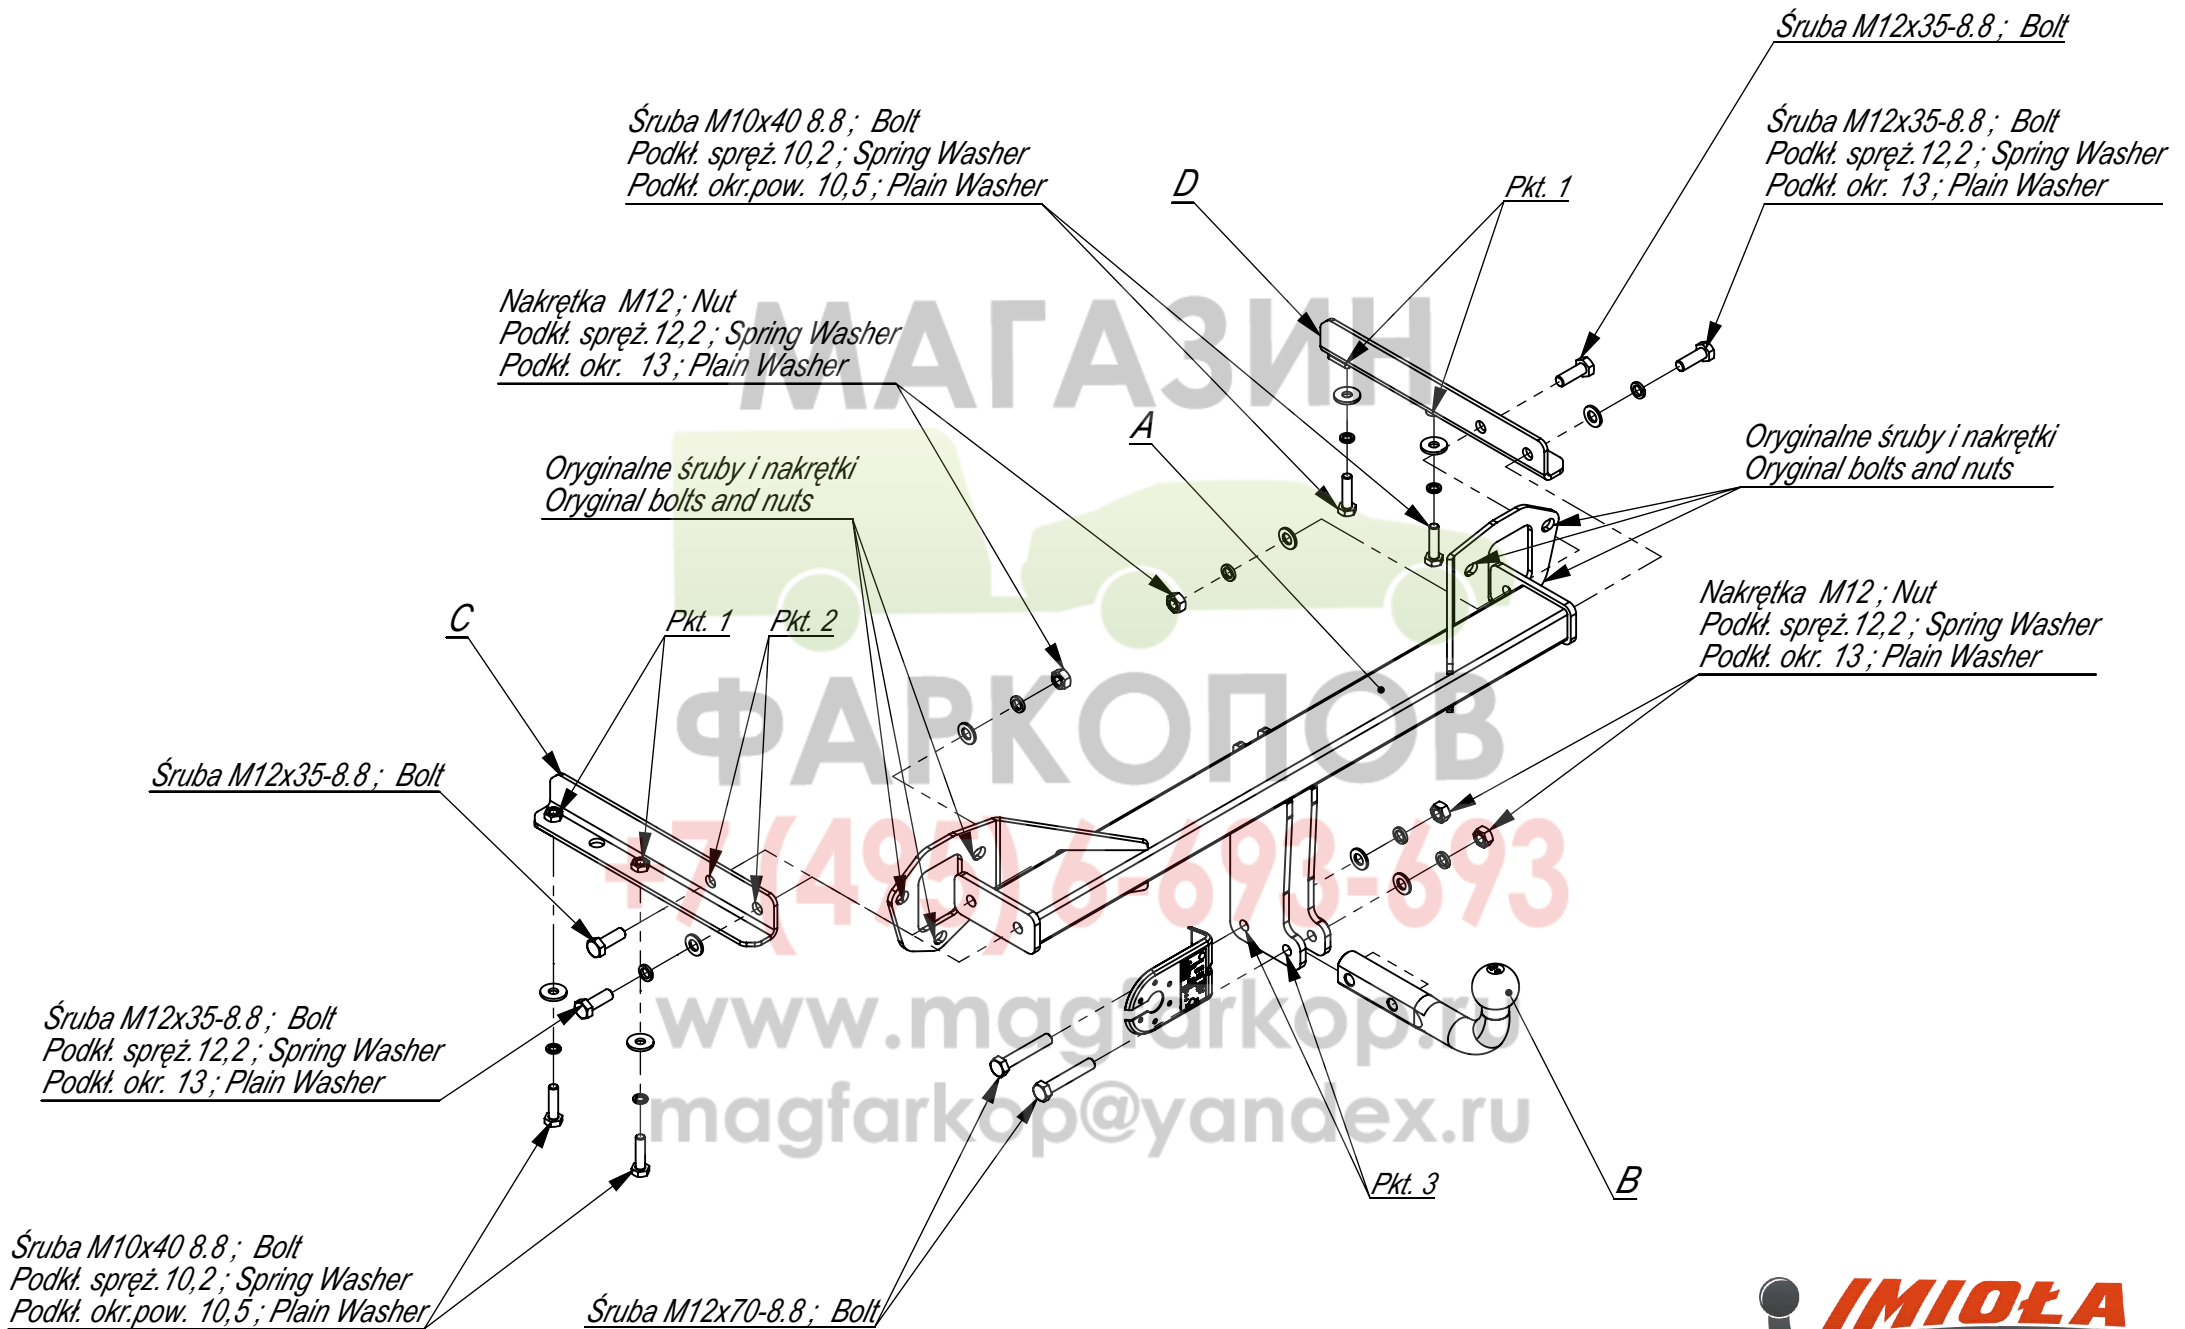 Śruba M12x35-8.8 ; Bolt
Śruba M10x40 8.8 ; Bolt
Podkł. spręż.10,2 ; Spring Washer
Podkł. okr.pow. 10,5 ; Plain Washer
D
Pkt. 1
Śruba M12x35-8.8 ; Bolt
Podkł. spręż.12,2 ; Spring Washer
Podkł. okr. 13 ; Plain Washer
Nakrętka M12 ; Nut
Podkł. spręż.12,2 ; Spring Washer
Podkł. okr. 13 ; Plain Washer
МАГАЗИН
A
Oryginalne śruby i nakrętki
Oryginal bolts and nuts
Oryginalne śruby i nakrętki
Oryginal bolts and nuts
C
Pkt. 1
Pkt. 2
Nakrętka M12 ; Nut
Podkł. spręż.12,2 ; Spring Washer
Podkł. okr. 13 ; Plain Washer
ФАРКОПОВ
Śruba M12x35-8.8 ; Bolt
+7(495)6-693-693
Śruba M12x35-8.8 ; Bolt
Podkł. spręż.12,2 ; Spring Washer
Podkł. okr. 13 ; Plain Washer
www.magfarkop.ru
magfarkop@yandex.ru
Pkt. 3
B
Śruba M10x40 8.8 ; Bolt
Podkł. spręż.10,2 ; Spring Washer
Podkł. okr.pow. 10,5 ; Plain Washer
Śruba M12x70-8.8 ; Bolt
IMIOŁA